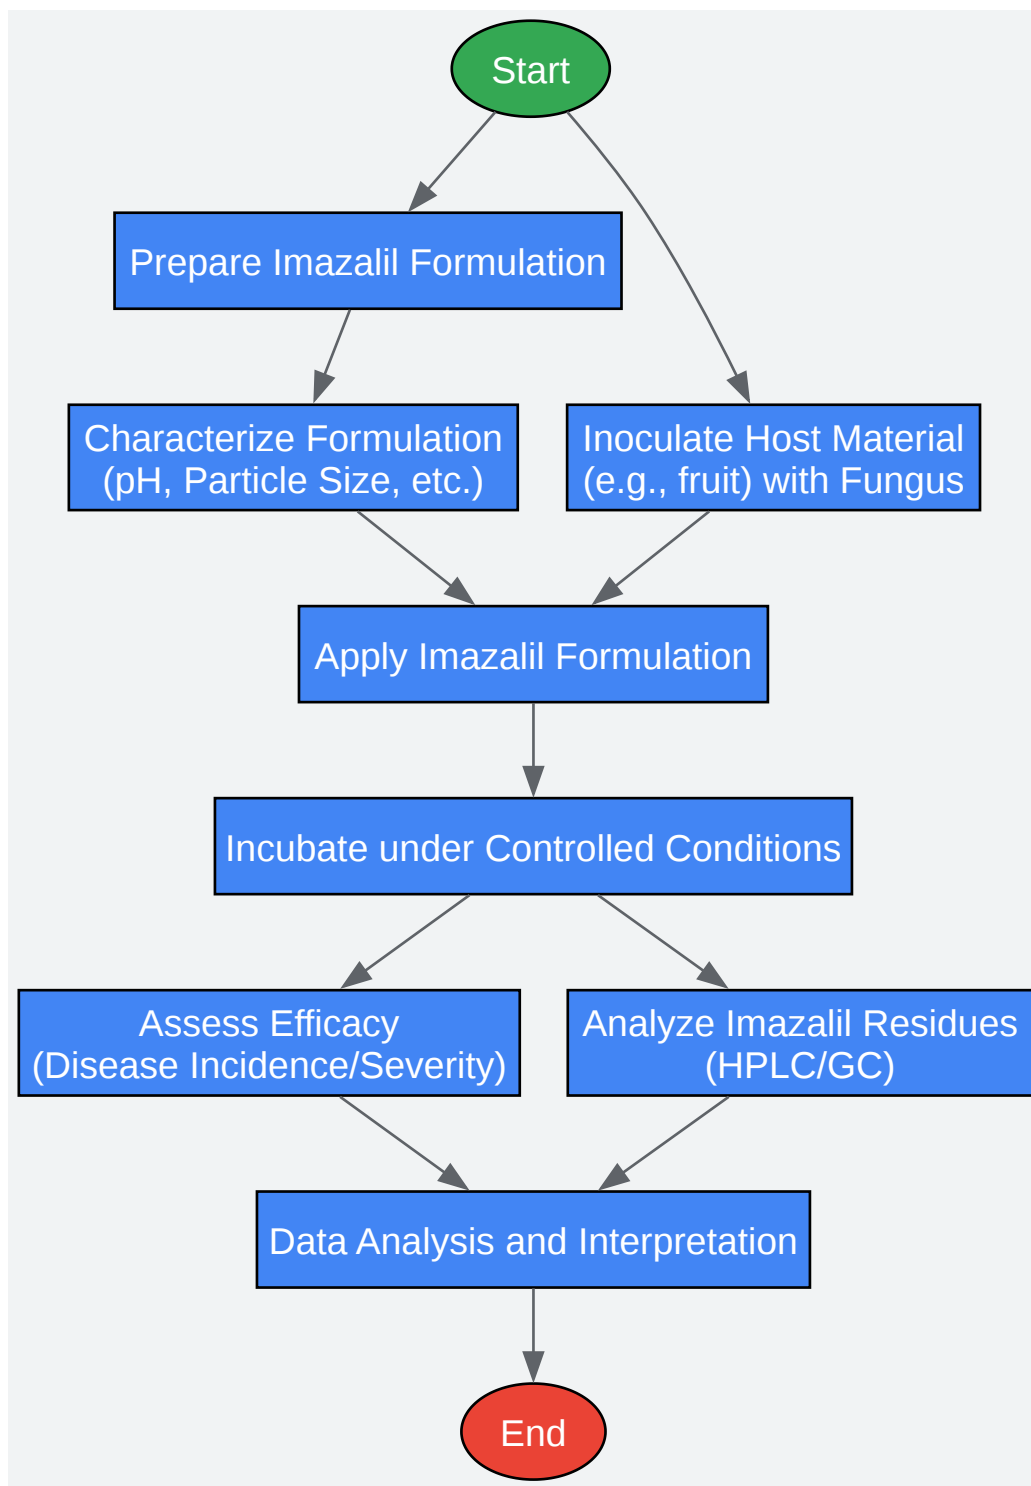 Start
Prepare Imazalil Formulation
Characterize Formulation
(pH, Particle Size, etc.)
Inoculate Host Material
(e.g., fruit) with Fungus
Apply Imazalil Formulation
Incubate under Controlled Conditions
Assess Efficacy
(Disease Incidence/Severity)
Analyze Imazalil Residues
(HPLC/GC)
Data Analysis and Interpretation
End